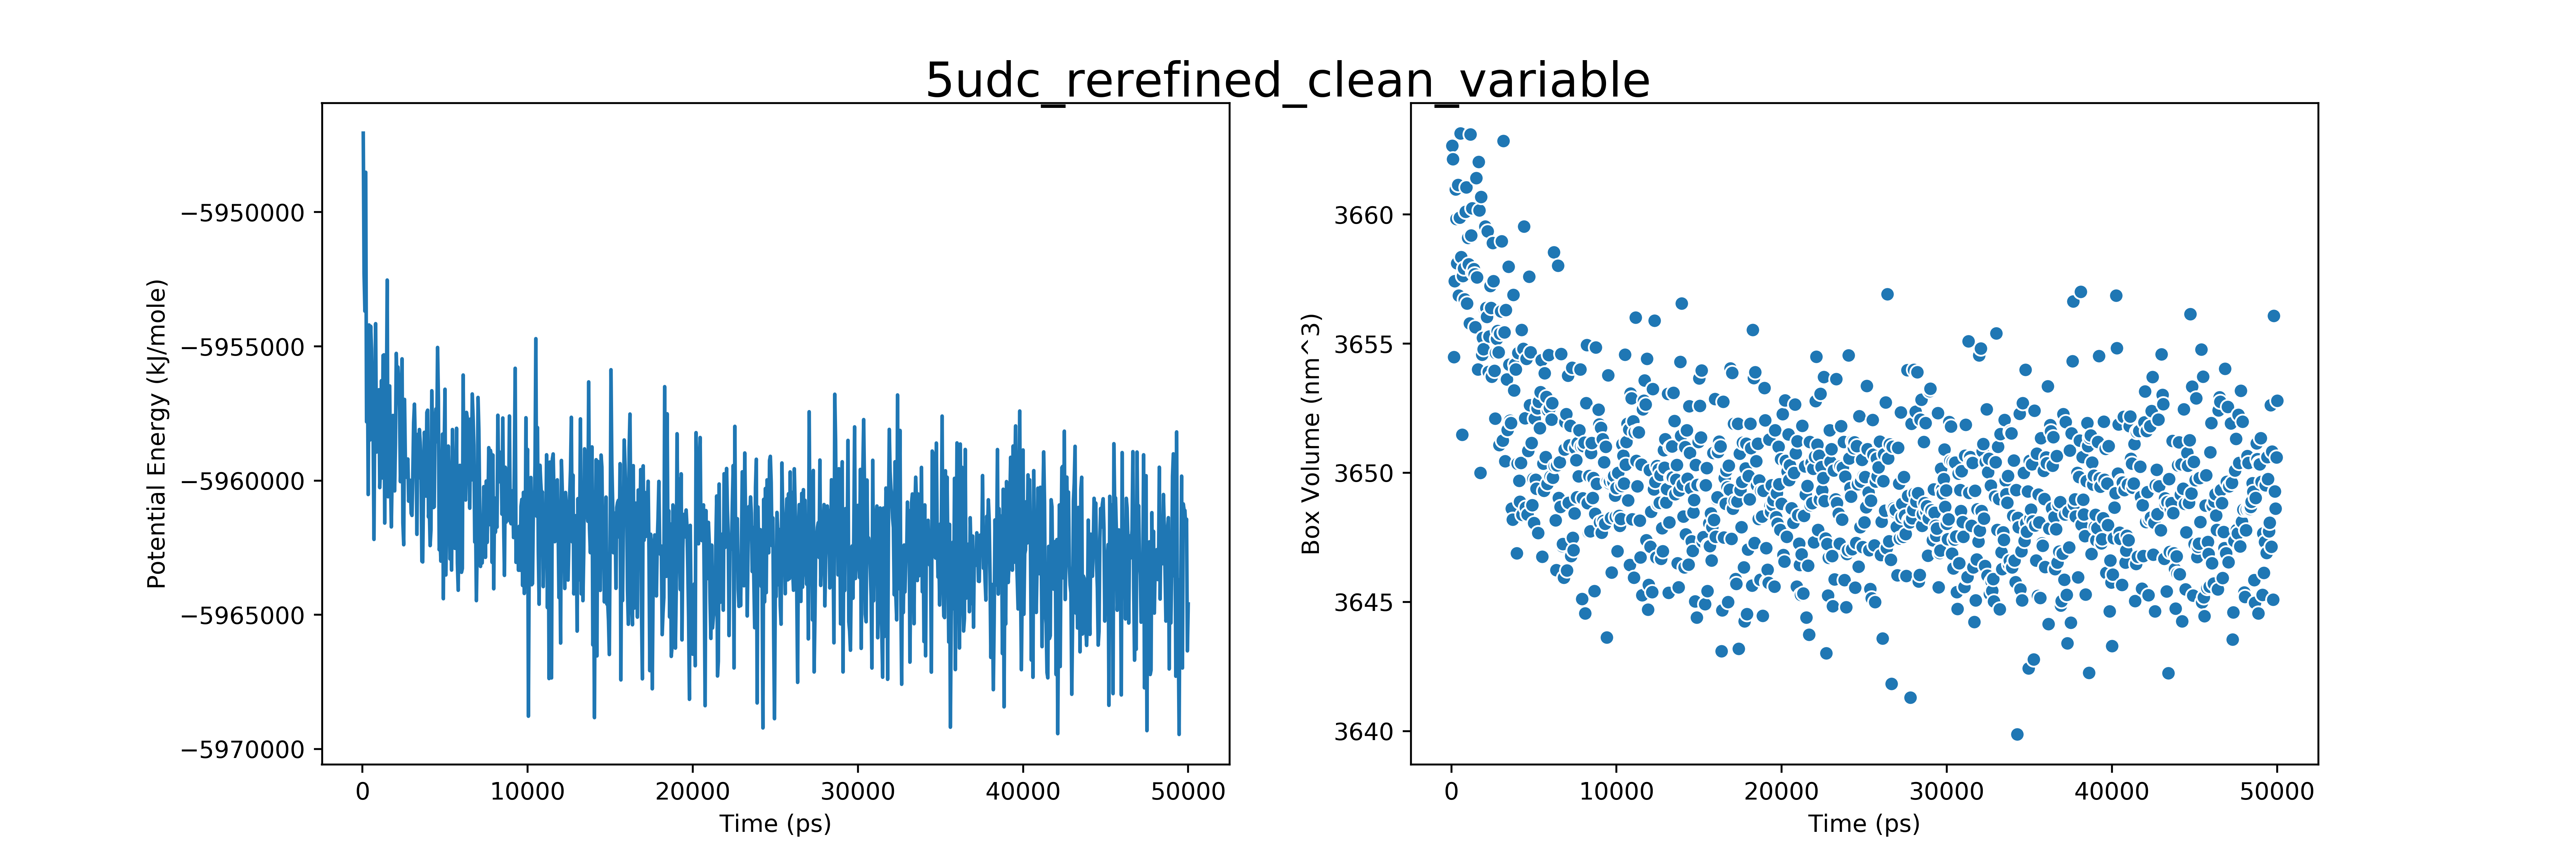 5udc_rerefined_clean_variable
Potential Energy (kJ/mole)
−5950000
−5955000
−5960000
−5965000
−5970000
0 10000 20000 30000 40000 50000
Time (ps)
Box Volume (nm^3)
3660
3655
3650
3645
3640
0 10000 20000 30000 40000 50000
Time (ps)